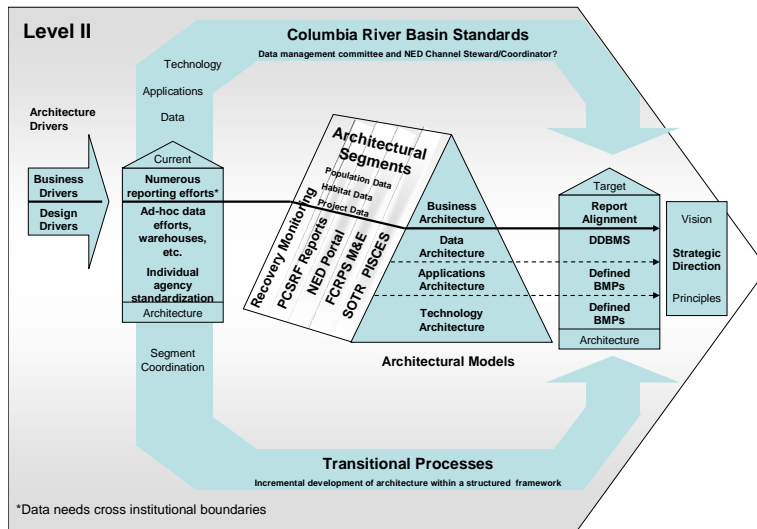 Level II
Columbia River Basin Standards
Data management committee and NED Channel Steward/Coordinator?
Technology
Applications
Data
Architecture
Drivers
Business
Drivers
Design
Drivers
Current
Numerous
reporting efforts*
Ad-hoc data
efforts,
warehouses,
etc.
Individual
agency
standardization
Architecture
Segment
Coordination
Architectural
Segments
Population Data
Habitat Data
Project Data
Recovery Monitoring
PCSRF Reports
NED Portal
FCRPS M&E
SOTR PISCES
Business
Architecture
Data
Architecture
Applications
Architecture
Technology
Architecture
Architectural Models
Target
Report
Alignment
DDBMS
Defined
BMPs
Defined
BMPs
Architecture
Vision
Strategic
Direction
Principles
Transitional Processes
Incremental development of architecture within a structured framework
*Data needs cross institutional boundaries